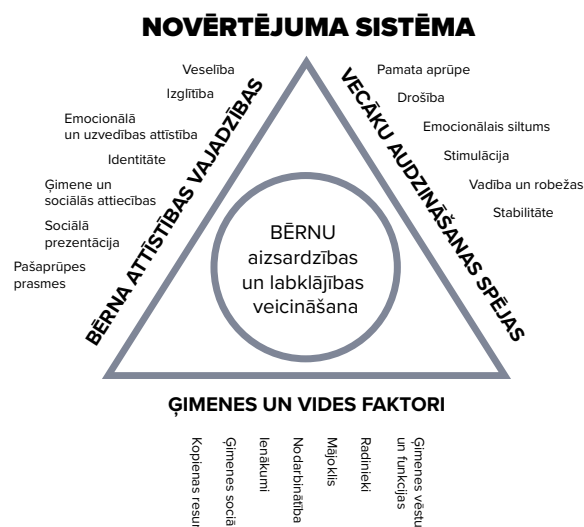 NOVĒRTĒJUMA SISTĒMA
Veselība
Izglītība
Emocionālā
un uzvedības attīstība
Identitāte
Ģimene un
sociālās attiecības
Sociālā
prezentācija
Pašaprūpes
prasmes
BĒRNA ATTĪSTĪBAS VAJADZĪBAS
Pamata aprūpe
Drošība
Emocionālais siltums
Stimulācija
Vadība un robežas
Stabilitāte
VECĀKU AUDZINĀŠANAS SPĒJAS
BĒRNU
aizsardzības
un labklājības
veicināšana
ĢIMENES UN VIDES FAKTORI
Kopienas
Ģimenes
Ienākumi
Nodarbinātība
Mājoklis
Radinieki
Ģimenes
un funkcijas